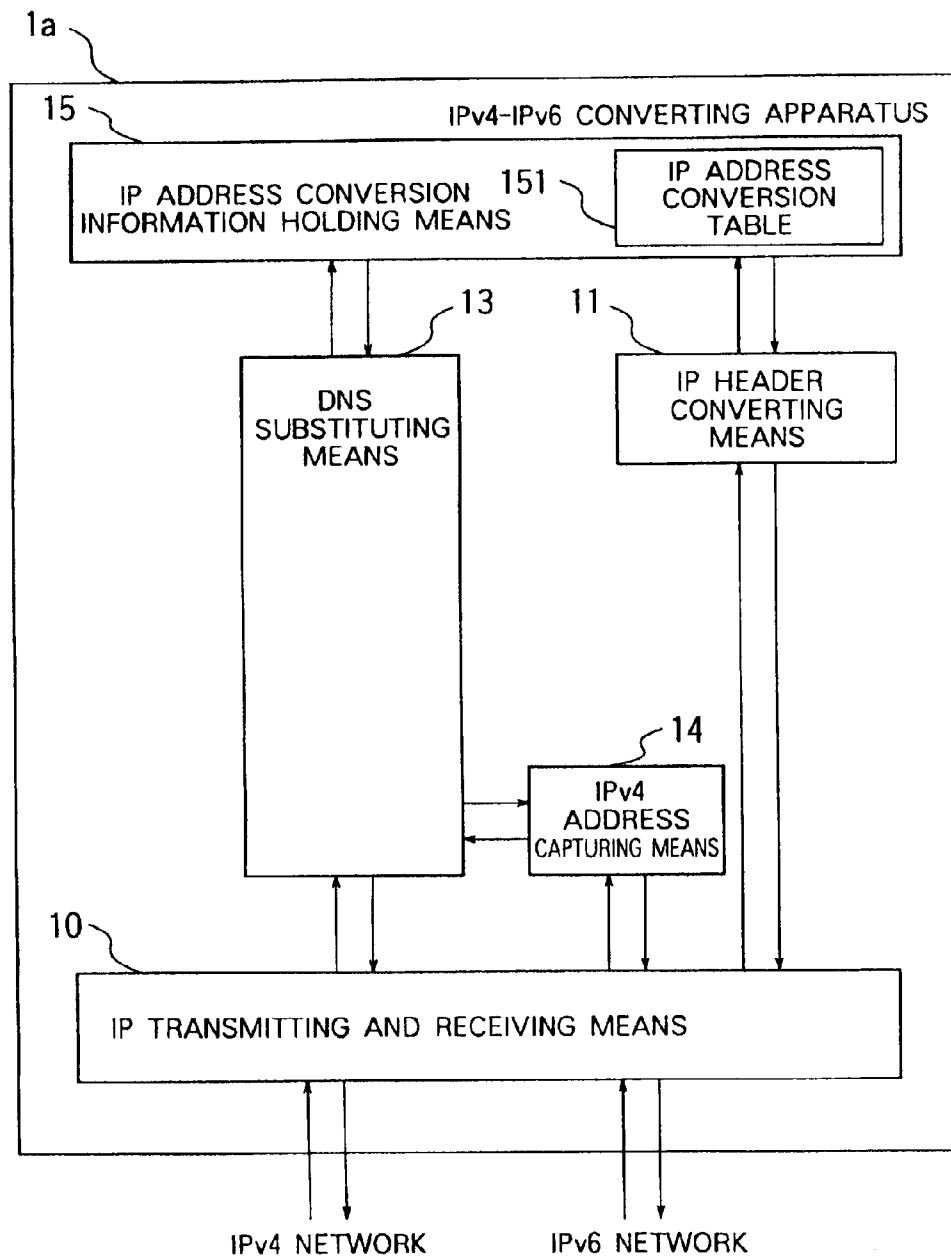 1a
15
IPv4-IPv6 CONVERTING APPARATUS
IP ADDRESS CONVERSION
INFORMATION HOLDING MEANS
151
IP ADDRESS
CONVERSION
TABLE
13
11
DNS
SUBSTITUTING
MEANS
IP HEADER
CONVERTING
MEANS
14
IPv4
ADDRESS
CAPTURING MEANS
10
IP TRANSMITTING AND RECEIVING MEANS
IPv4 NETWORK
IPv6 NETWORK